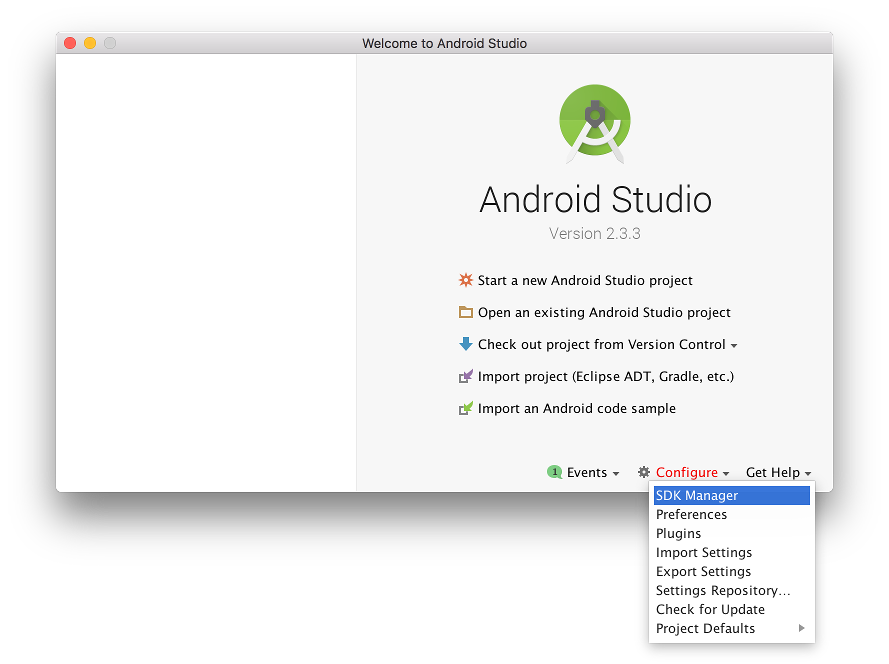 Welcome to Android Studio
Android Studio
Version 2.3.3
Start a new Android Studio project
Open an existing Android Studio project
Check out project from Version Control
Import project (Eclipse ADT, Gradle, etc.)
Import an Android code sample
1 Events Configure Get Help
SDK Manager
Preferences
Plugins
Import Settings
Export Settings
Settings Repository...
Check for Update
Project Defaults